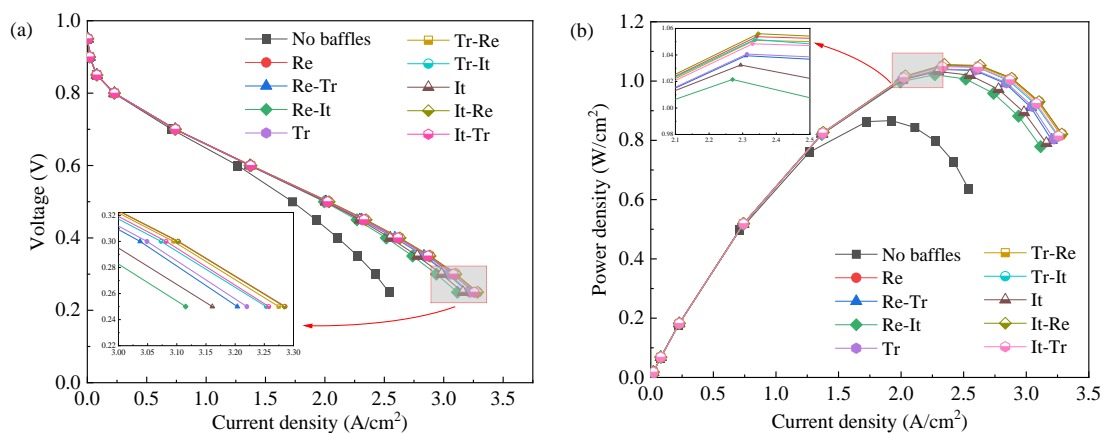 (a)
1.0
0.8
0.6
0.4
0.2
0.0
Voltage (V)
0.0 0.5 1.0 1.5 2.0 2.5 3.0 3.5
Current density (A/cm²)
No baffles
Re
Re-Tr
Re-It
Tr
Tr-Re
Tr-It
It
It-Re
It-Tr
0.32
0.30
0.28
0.26
0.24
0.22
3.00 3.05 3.10 3.15 3.20 3.25 3.30
(b)
1.2
1.0
0.8
0.6
0.4
0.2
0.0
Power density (W/cm²)
0.0 0.5 1.0 1.5 2.0 2.5 3.0 3.5
Current density (A/cm²)
1.06
1.04
1.02
1.00
0.98
2.1 2.2 2.3 2.4 2.5
No baffles
Re
Re-Tr
Re-It
Tr
Tr-Re
Tr-It
It
It-Re
It-Tr